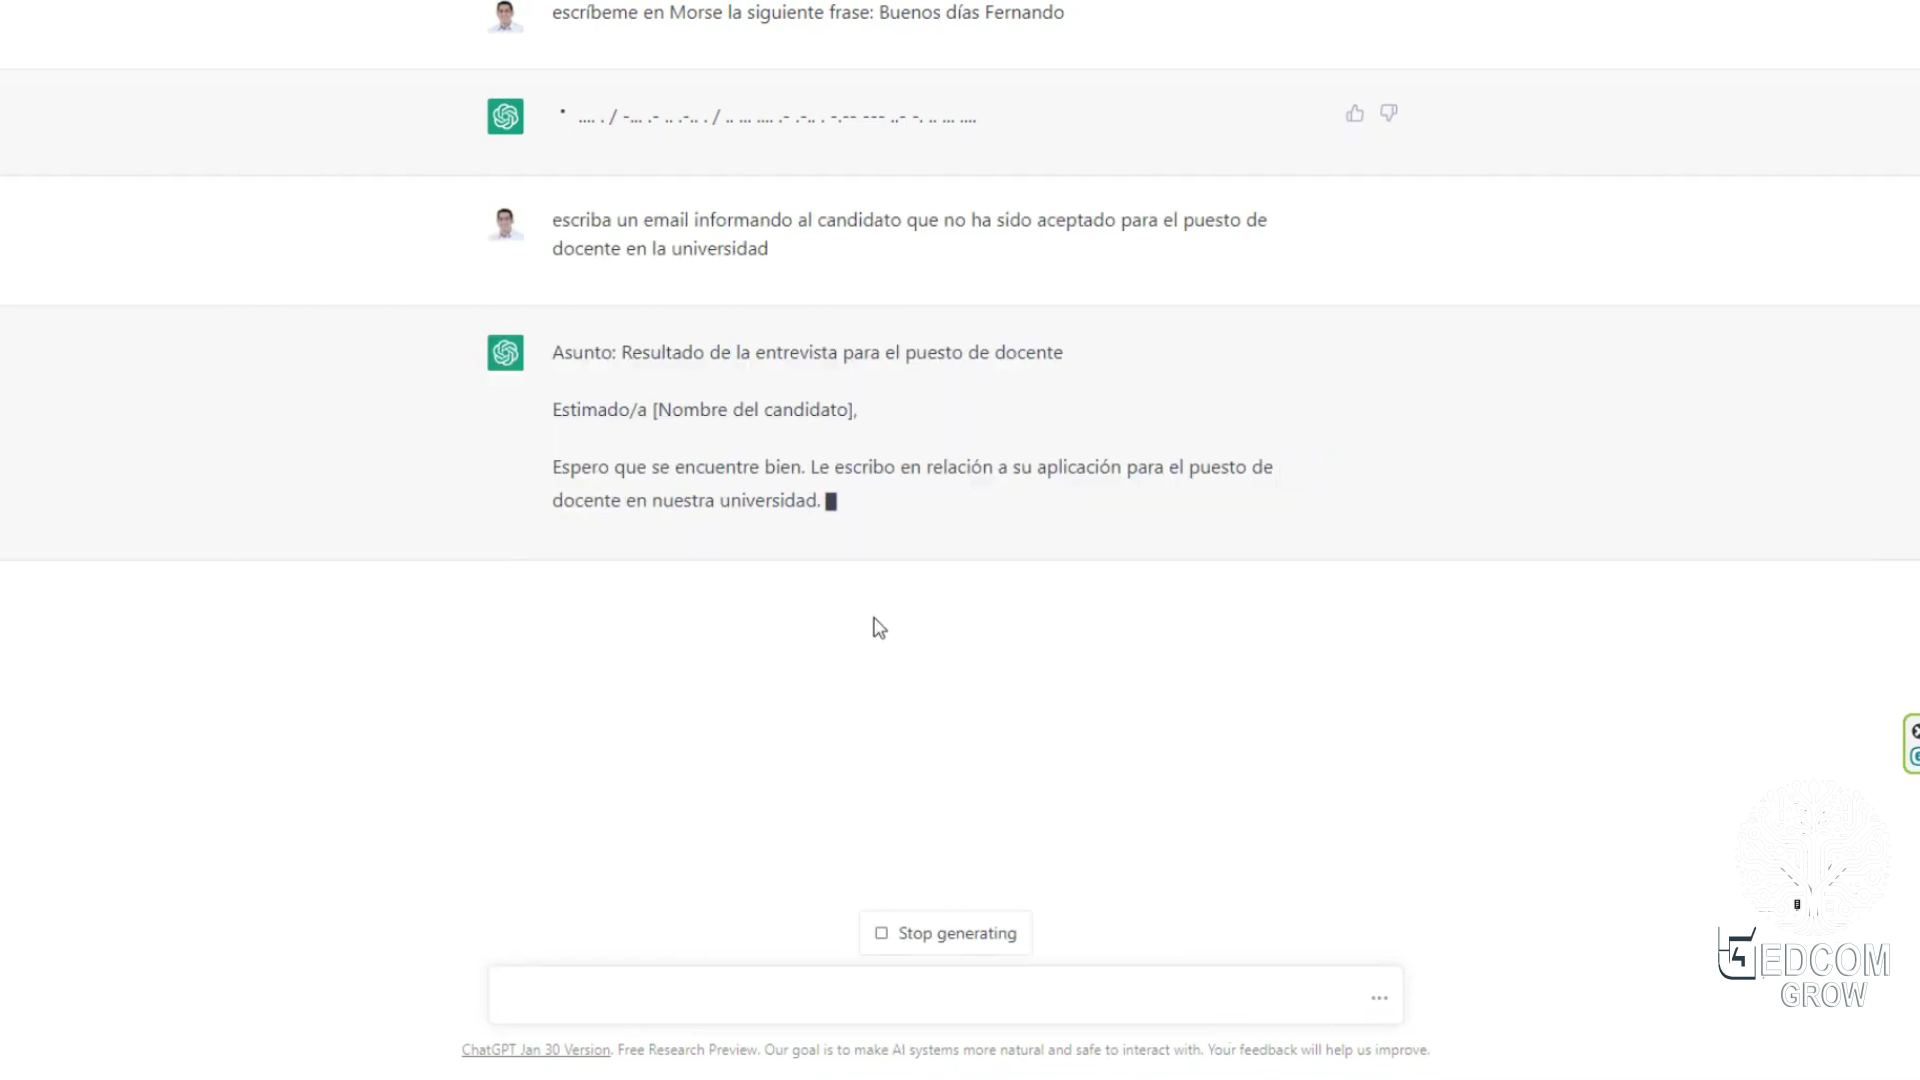 escríbeme en Morse la siguiente frase: Buenos días Fernando
• .... . / -... .- .. .-.. . / .. ... .... .- .-.. . -.-- --- ..- -. .. ... ....
escriba un email informando al candidato que no ha sido aceptado para el puesto de
docente en la universidad
Asunto: Resultado de la entrevista para el puesto de docente
Estimado/a [Nombre del candidato],
Espero que se encuentre bien. Le escribo en relación a su aplicación para el puesto de
docente en nuestra universidad.
Stop generating
ChatGPT Jan 30 Version. Free Research Preview. Our goal is to make AI systems more natural and safe to interact with. Your feedback will help us improve.
EDCOM
GROW